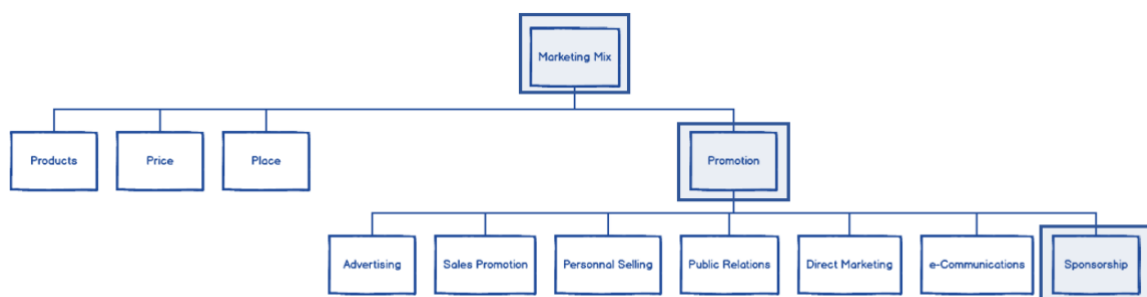 Marketing Mix
Products
Price
Place
Promotion
Advertising
Sales Promotion
Personnal Selling
Public Relations
Direct Marketing
e-Communications
Sponsorship